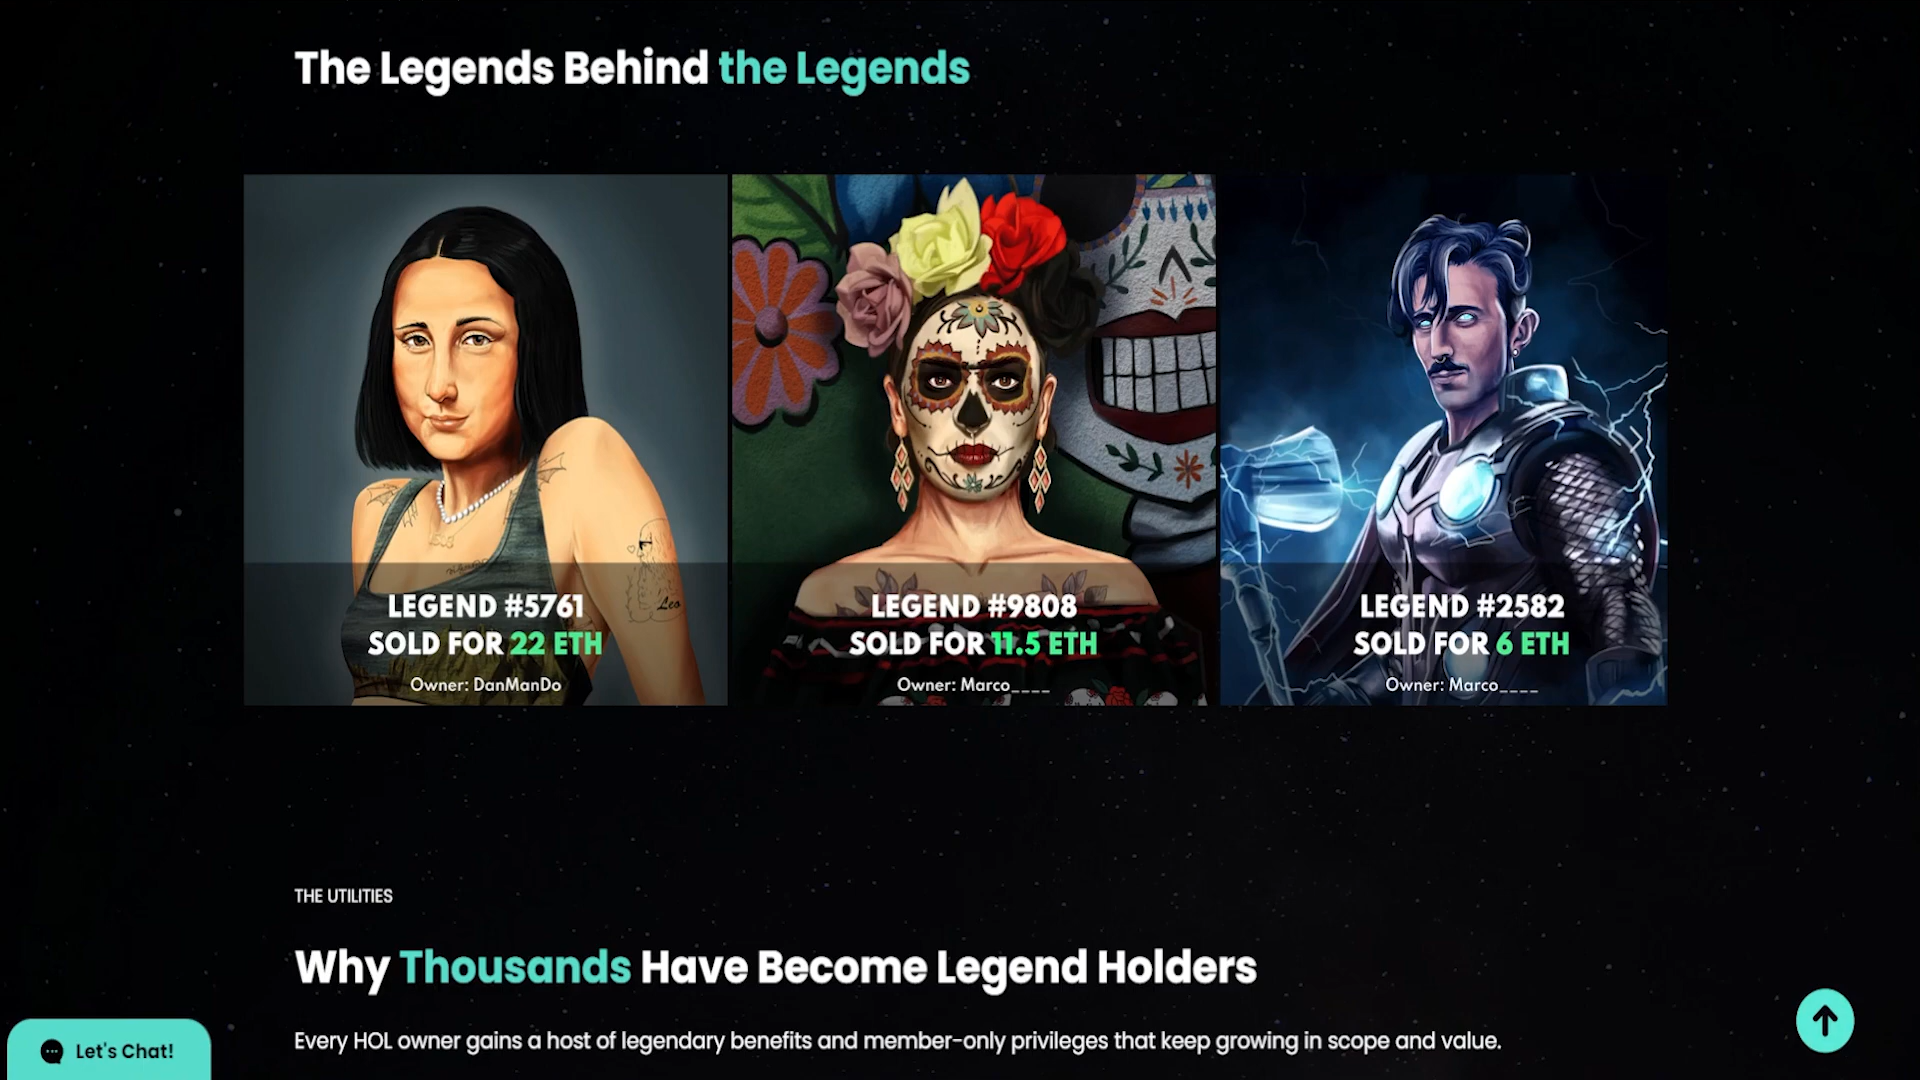 The Legends Behind the Legends
LEGEND #5761
SOLD FOR 22 ETH
Owner: DanManDo
LEGEND #9808
SOLD FOR 11.5 ETH
Owner: Marco____
LEGEND #2582
SOLD FOR 6 ETH
Owner: Marco____
Leo
THE UTILITIES
Why Thousands Have Become Legend Holders
Every HOL owner gains a host of legendary benefits and member-only privileges that keep growing in scope and value.
Let's Chat!